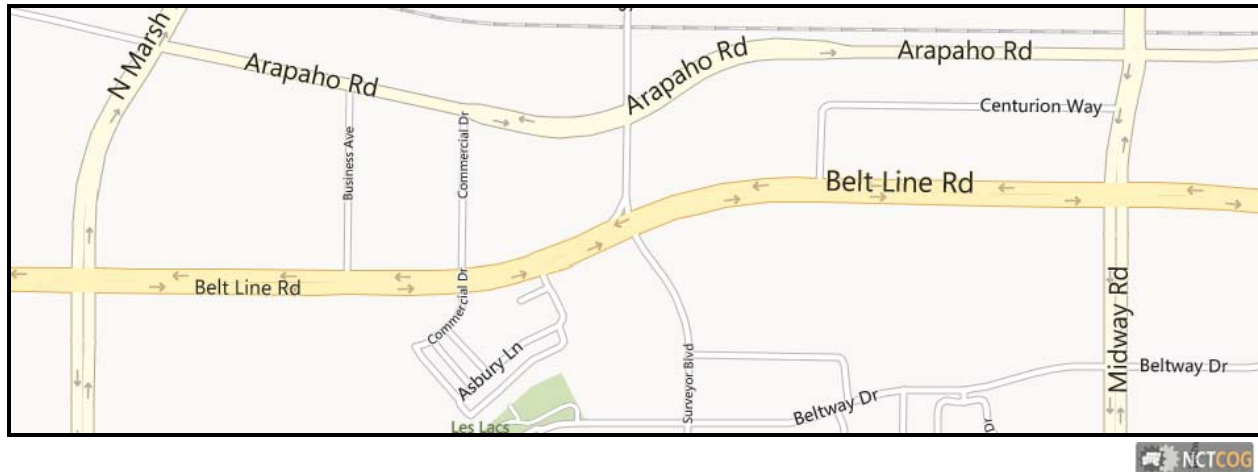 N Marsh
Arapaho Rd
Arapaho Rd
Arapaho Rd
Centurion Way
Business Ave
Commercial Dr
Belt Line Rd
Belt Line Rd
Commercial Dr
Asbury Ln
Surveyor Blvd
Midway Rd
Beltway Dr
Beltway Dr
Dr
Les Lacs
NCTCOG